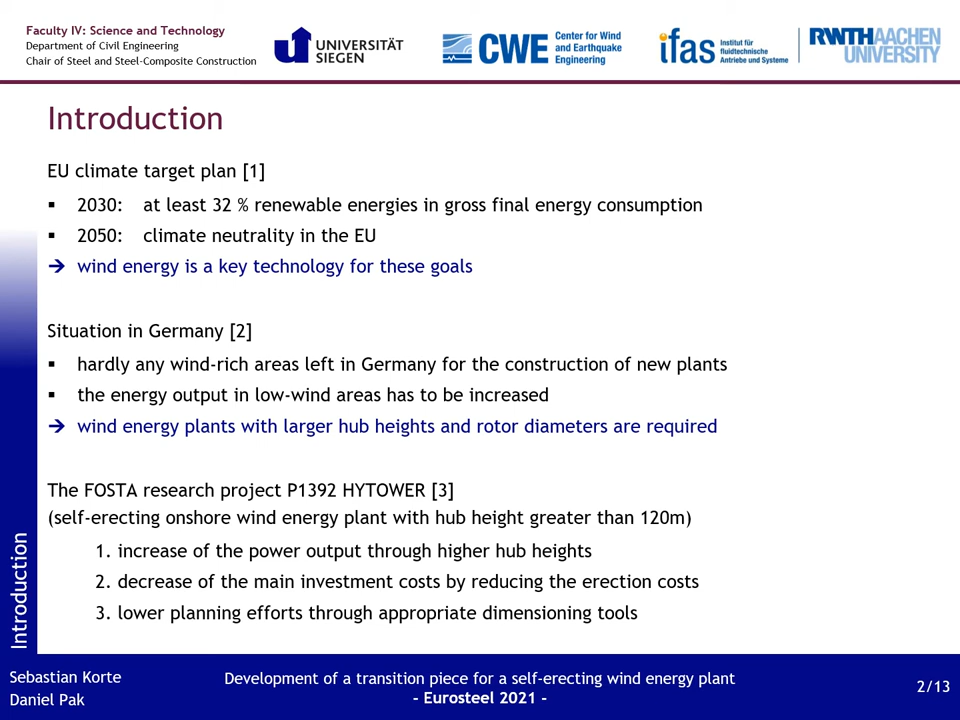 Faculty IV: Science and Technology
Department of Civil Engineering
Chair of Steel and Steel-Composite Construction
UNIVERSITÄT
SIEGEN
CWE
Center for Wind
and Earthquake
Engineering
ifas
Institut für
fluidtechnische
Antriebe und Systeme
RWTHAACHEN
UNIVERSITY
Introduction
EU climate target plan [1]
▪ 2030: at least 32 % renewable energies in gross final energy consumption
▪ 2050: climate neutrality in the EU
→ wind energy is a key technology for these goals
Situation in Germany [2]
▪ hardly any wind-rich areas left in Germany for the construction of new plants
▪ the energy output in low-wind areas has to be increased
→ wind energy plants with larger hub heights and rotor diameters are required
The FOSTA research project P1392 HYTOWER [3]
(self-erecting onshore wind energy plant with hub height greater than 120m)
1. increase of the power output through higher hub heights
2. decrease of the main investment costs by reducing the erection costs
3. lower planning efforts through appropriate dimensioning tools
Introduction
Sebastian Korte
Daniel Pak
Development of a transition piece for a self-erecting wind energy plant
- Eurosteel 2021 -
2/13